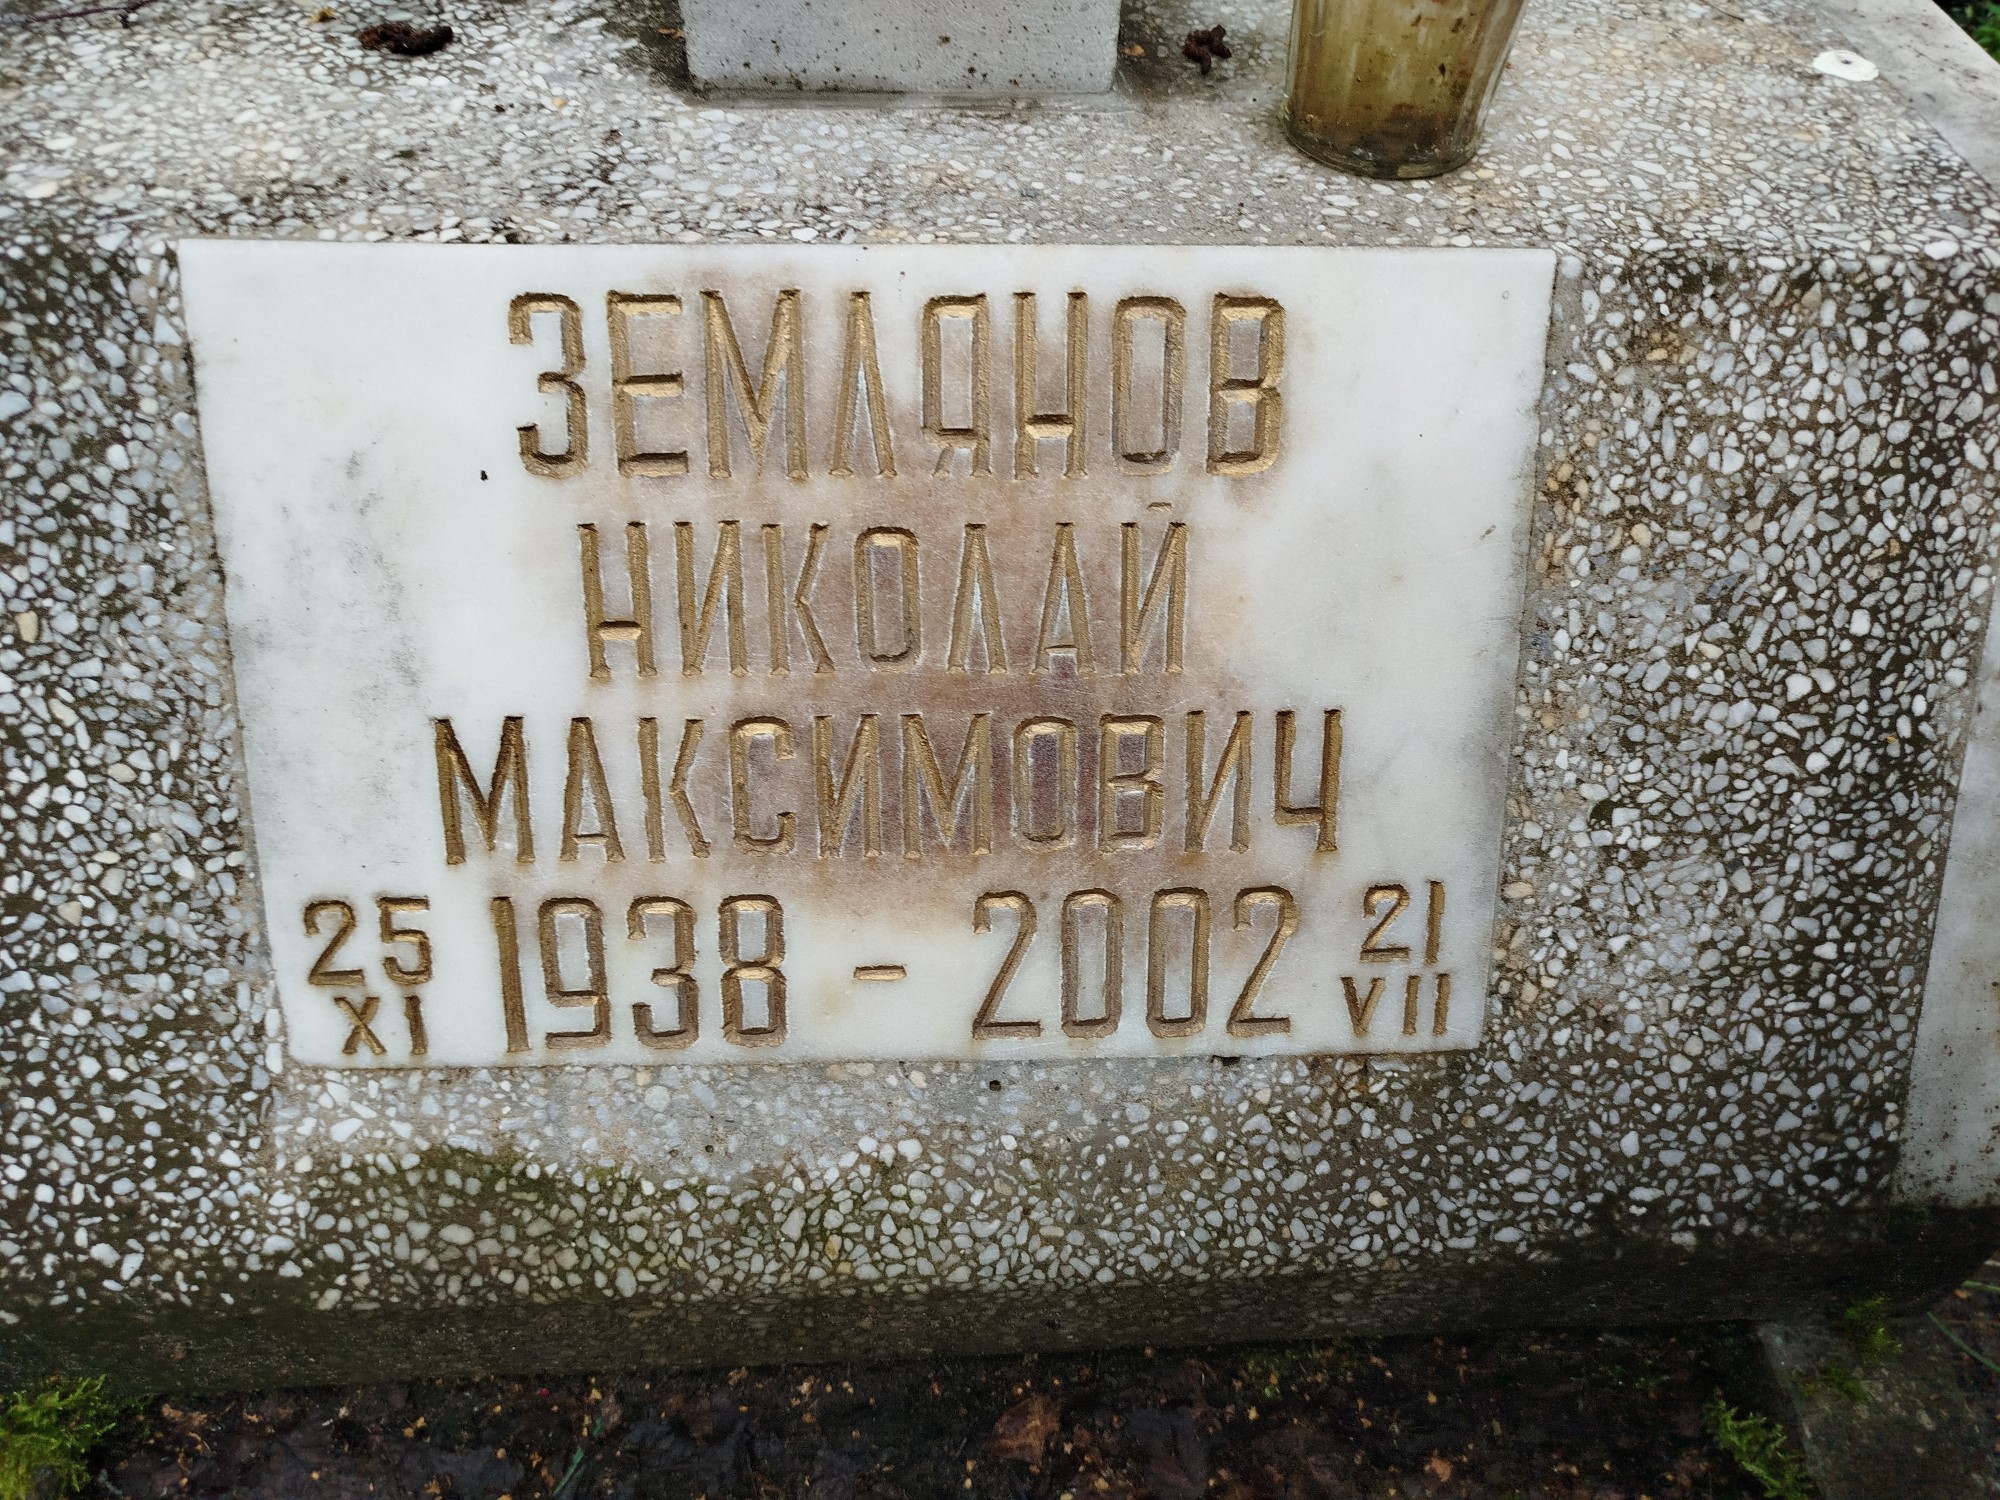 ЗЕМЛЯНОВ
НИКОЛАЙ
МАКСИМОВИЧ
25 XI 1938 - 2002 21 VII